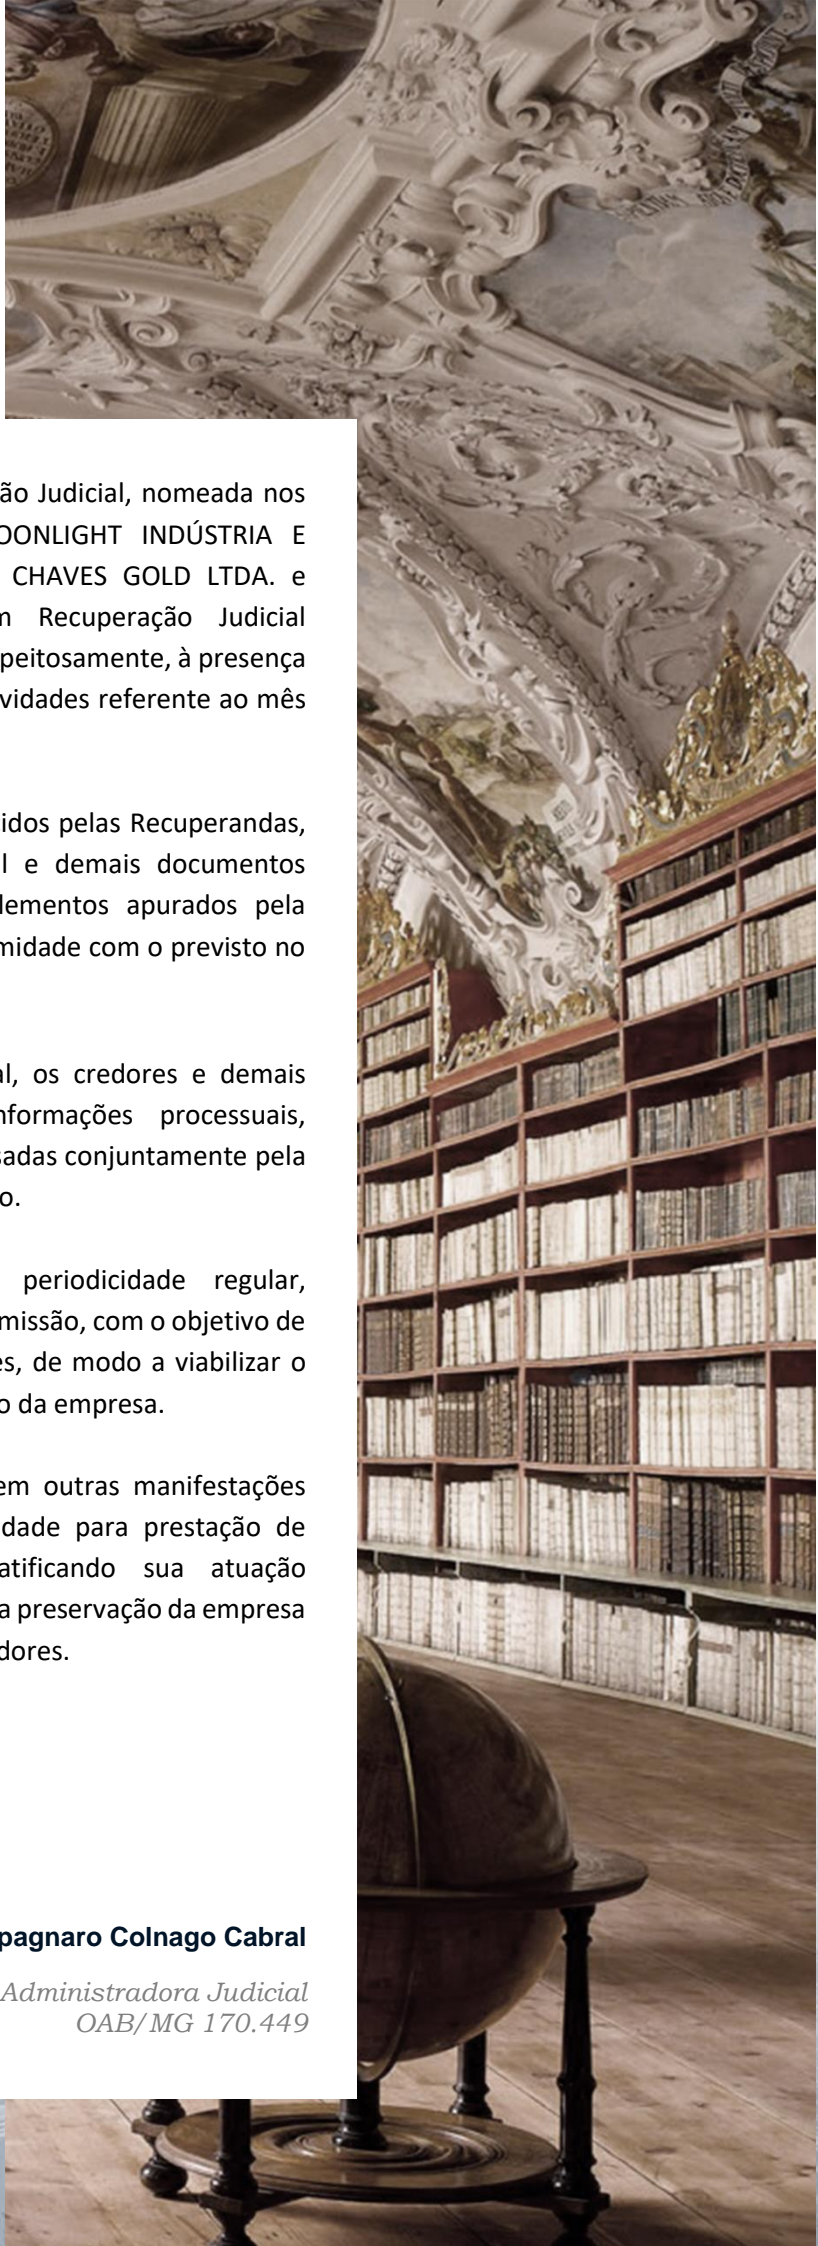 ão Judicial, nomeada nos
OONLIGHT INDÚSTRIA E
CHAVES GOLD LTDA. e
m Recuperação Judicial
peitosamente, à presença
vidades referente ao mês
idos pelas Recuperandas,
l e demais documentos
lementos apurados pela
midade com o previsto no
al, os credores e demais
nformações processuais,
sadas conjuntamente pela
o.
periodicidade regular,
missão, com o objetivo de
es, de modo a viabilizar o
o da empresa.
em outras manifestações
idade para prestação de
atificando sua atuação
a preservação da empresa
dores.
pagnaro Colnago Cabral
Administradora Judicial
OAB/MG 170.449